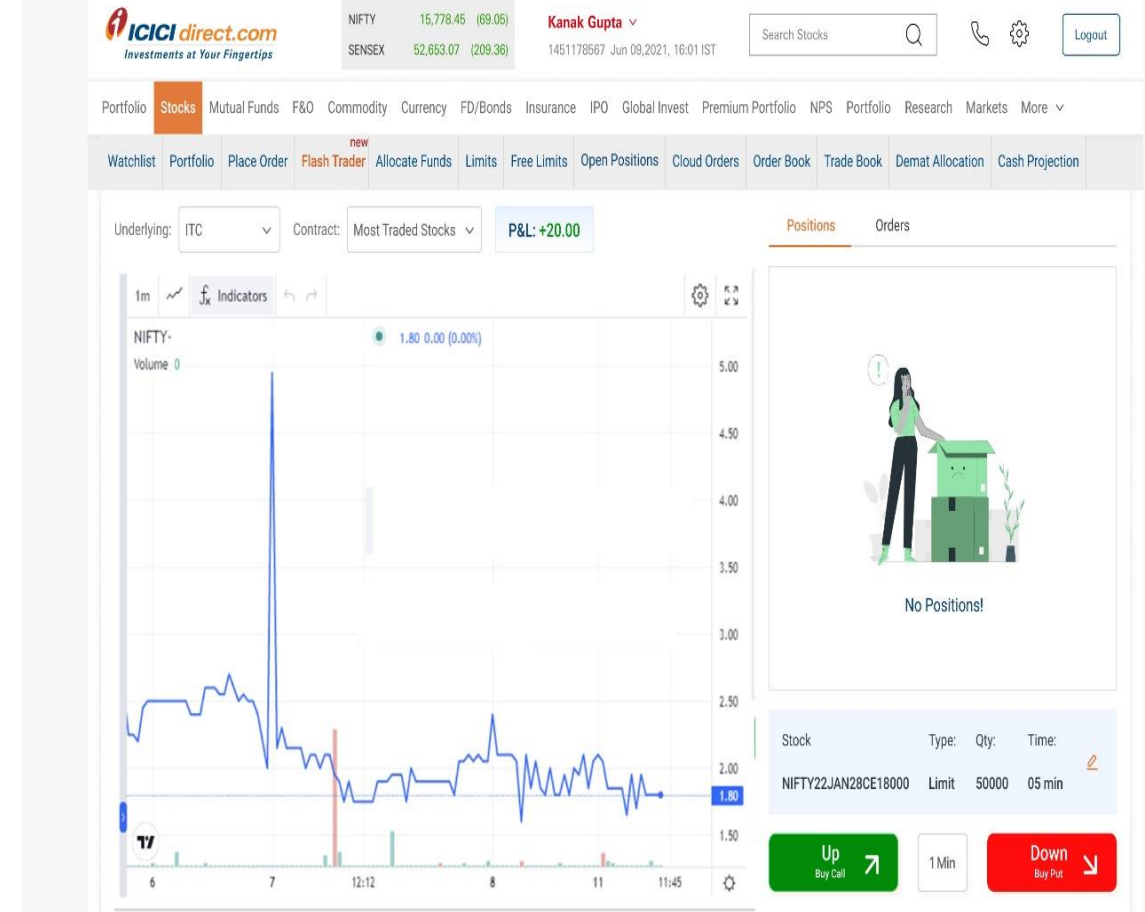 ICICI direct.com
Investments at Your Fingertips
NIFTY 15,778.45 (69.05)
SENSEX 52,653.07 (209.36)
Kanak Gupta
1451178567 Jun 09,2021, 16:01 IST
Search Stocks
Logout
Portfolio Stocks Mutual Funds F&O Commodity Currency FD/Bonds Insurance IPO Global Invest Premium Portfolio NPS Portfolio Research Markets More
new
Watchlist Portfolio Place Order Flash Trader Allocate Funds Limits Free Limits Open Positions Cloud Orders Order Book Trade Book Demat Allocation Cash Projection
Underlying: ITC Contract: Most Traded Stocks P&L: +20.00
Positions Orders
1m fx Indicators
NIFTY- 1.80 0.00 (0.00%)
Volume 0
5.00
4.50
4.00
3.50
3.00
2.50
2.00
1.80
1.50
6 7 12:12 8 11 11:45
!
No Positions!
Stock Type: Qty: Time:
NIFTY22JAN28CE18000 Limit 50000 05 min
Up
Buy Call
1 Min
Down
Buy Put